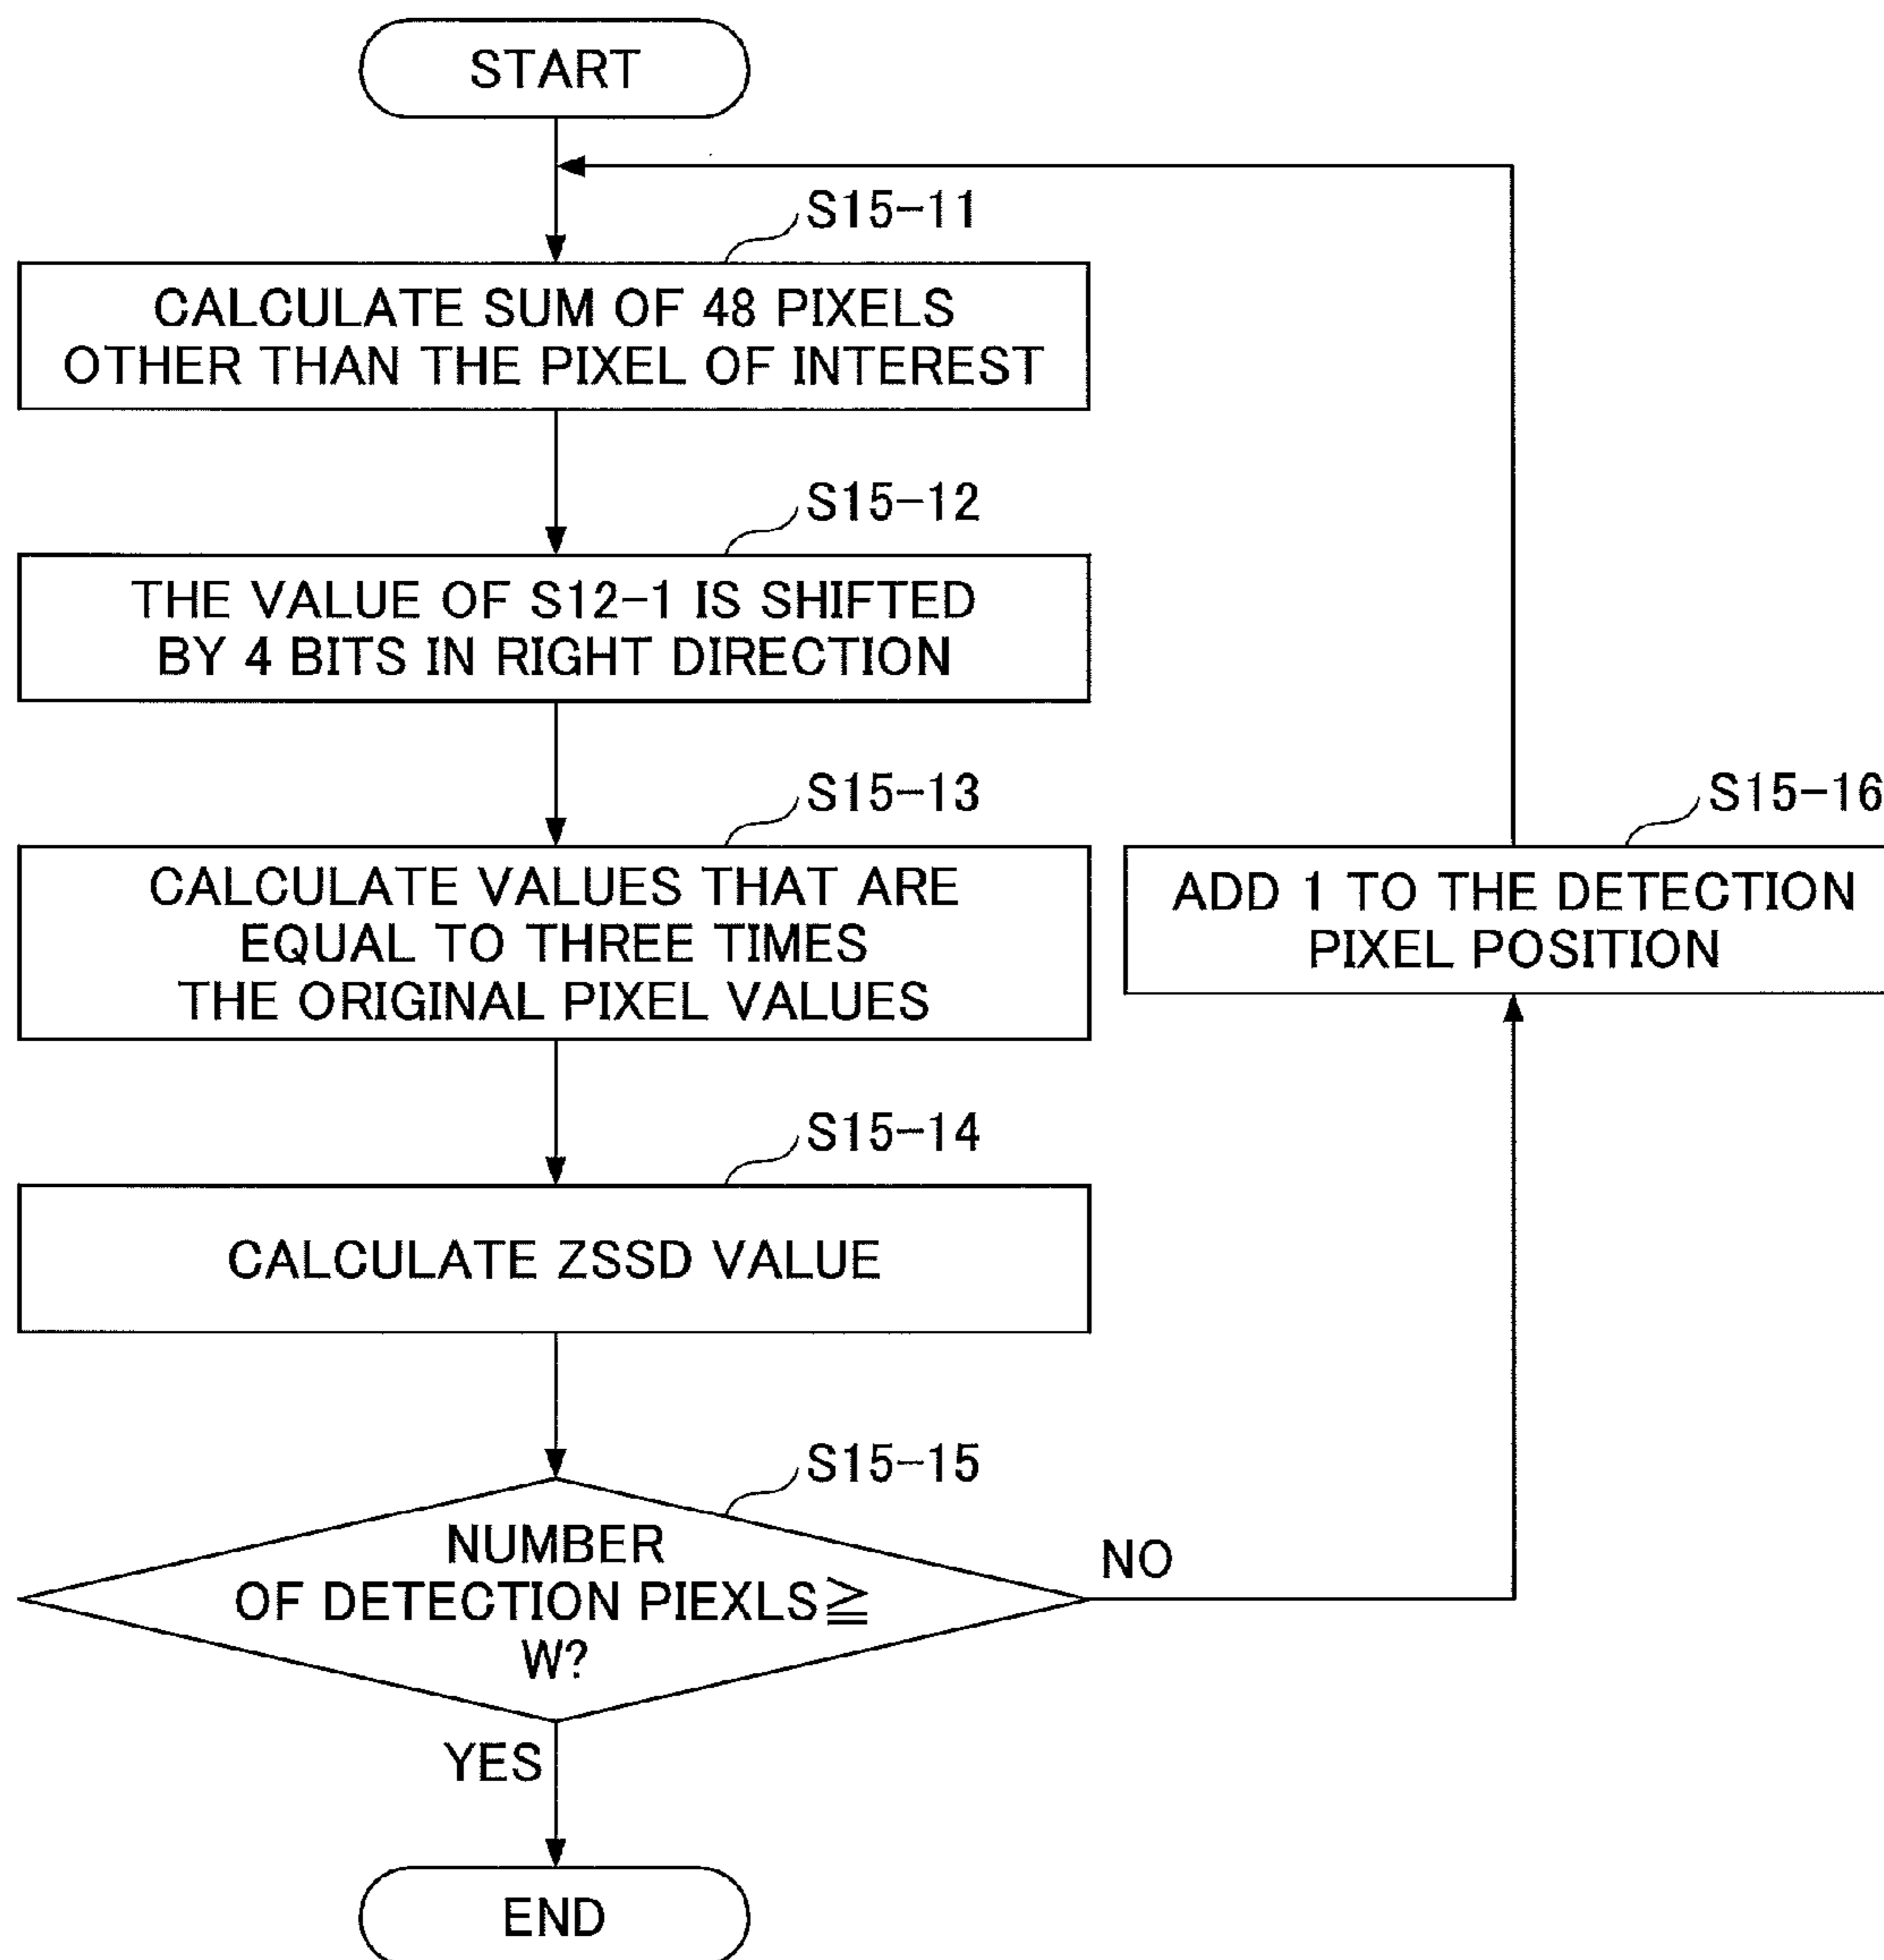 START
S15-11
CALCULATE SUM OF 48 PIXELS
OTHER THAN THE PIXEL OF INTEREST
S15-12
THE VALUE OF S12-1 IS SHIFTED
BY 4 BITS IN RIGHT DIRECTION
S15-13
CALCULATE VALUES THAT ARE
EQUAL TO THREE TIMES
THE ORIGINAL PIXEL VALUES
S15-16
ADD 1 TO THE DETECTION
PIXEL POSITION
S15-14
CALCULATE ZSSD VALUE
S15-15
NUMBER
OF DETECTION PIEXLS≧
W?
NO
YES
END